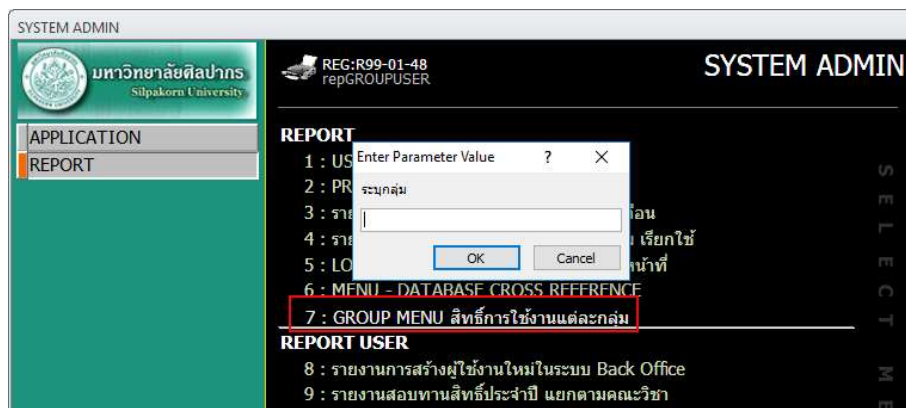 SYSTEM ADMIN
มหาวิทยาลัยศิลปากร
Silpakorn University
REG:R99-01-48
repGROUPUSER
SYSTEM ADMIN
APPLICATION
REPORT
REPORT
1 : US
2 : PR
3 : ราย
4 : ราย
5 : LO
Enter Parameter Value ? X
ระบุกลุ่ม
OK Cancel
เรียกใช้
6 : MENU - DATABASE CROSS REFERENCE
7 : GROUP MENU สิทธิ์การใช้งานแต่ละกลุ่ม
REPORT USER
8 : รายงานการสร้างผู้ใช้งานใหม่ในระบบ Back Office
9 : รายงานสอบทานสิทธิ์ประจำปี แยกตามคณะวิชา
S E L E C T M E